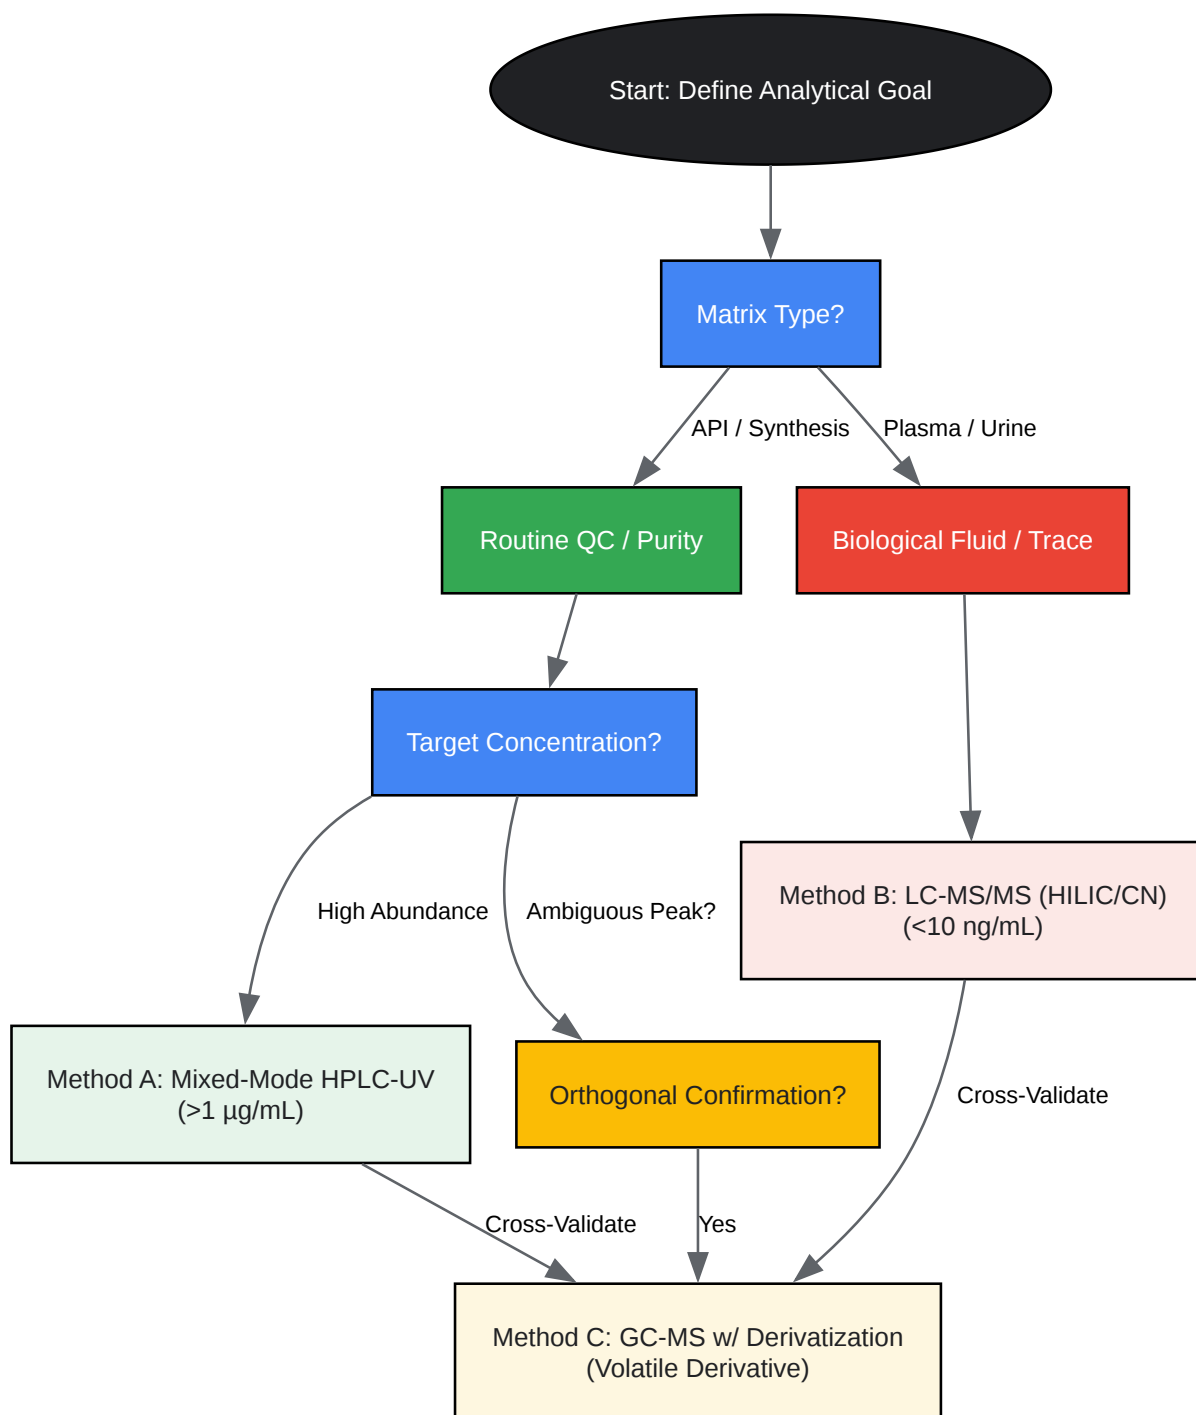 Start: Define Analytical Goal
Matrix Type?
API / Synthesis
Plasma / Urine
Routine QC / Purity
Biological Fluid / Trace
Target Concentration?
High Abundance
Ambiguous Peak?
Method B: LC-MS/MS (HILIC/CN)
(<10 ng/mL)
Method A: Mixed-Mode HPLC-UV
(>1 µg/mL)
Orthogonal Confirmation?
Cross-Validate
Cross-Validate
Yes
Method C: GC-MS w/ Derivatization
(Volatile Derivative)